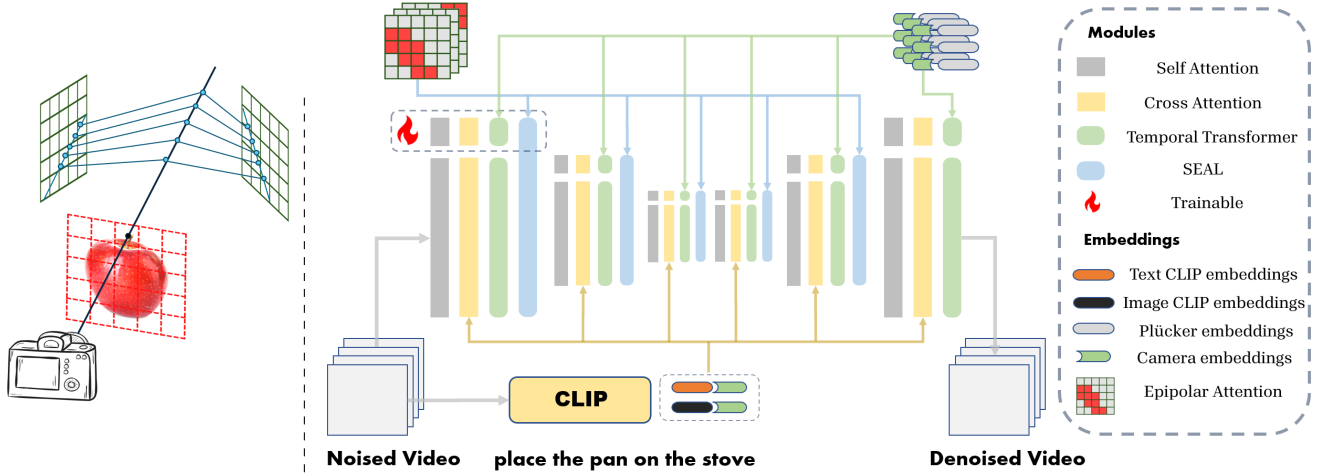 Modules
Self Attention
Cross Attention
Temporal Transformer
SEAL
Trainable
Embeddings
Text CLIP embeddings
Image CLIP embeddings
Plücker embeddings
Camera embeddings
Epipolar Attention
CLIP
Noised Video
place the pan on the stove
Denoised Video